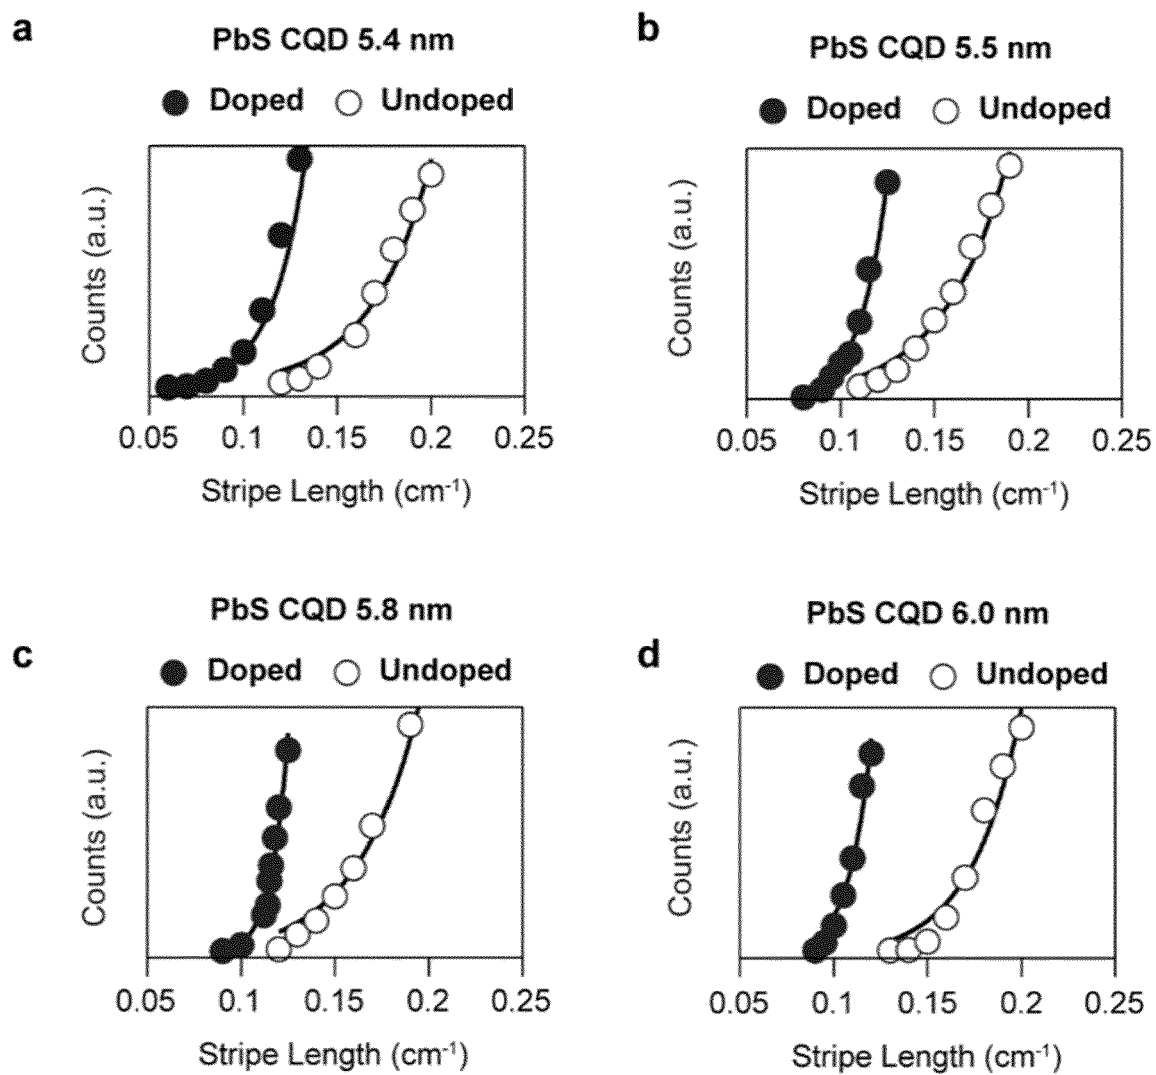 a
PbS CQD 5.4 nm
Doped Undoped
Counts (a.u.)
0.05 0.1 0.15 0.2 0.25
Stripe Length (cm⁻¹)
b
PbS CQD 5.5 nm
Doped Undoped
Counts (a.u.)
0.05 0.1 0.15 0.2 0.25
Stripe Length (cm⁻¹)
c
PbS CQD 5.8 nm
Doped Undoped
Counts (a.u.)
0.05 0.1 0.15 0.2 0.25
Stripe Length (cm⁻¹)
d
PbS CQD 6.0 nm
Doped Undoped
Counts (a.u.)
0.05 0.1 0.15 0.2 0.25
Stripe Length (cm⁻¹)